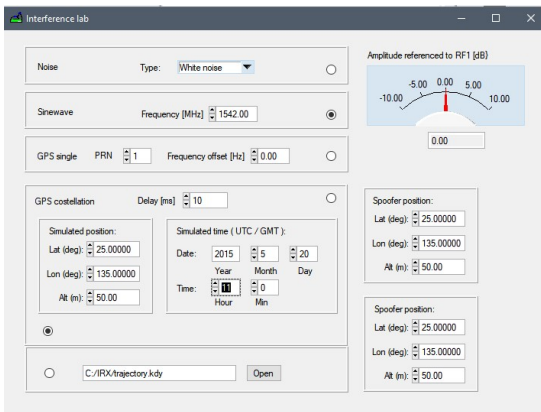 Interference lab
Noise Type: White noise
Sinewave Frequency [MHz] 1542.00
GPS single PRN 1 Frequency offset [Hz] 0.00
GPS costellation Delay [ms] 10
Simulated position:
Lat (deg): 25.00000
Lon (deg): 135.00000
Alt (m): 50.00
Simulated time ( UTC / GMT ):
Date: 2015 5 20
Year Month Day
Time: 11 0
Hour Min
C:/IRX/trajectory.kdy Open
Amplitude referenced to RF1 [dB]
-10.00 -5.00 0.00 5.00 10.00
0.00
Spoofer position:
Lat (deg): 25.00000
Lon (deg): 135.00000
Alt (m): 50.00
Spoofer position:
Lat (deg): 25.00000
Lon (deg): 135.00000
Alt (m): 50.00